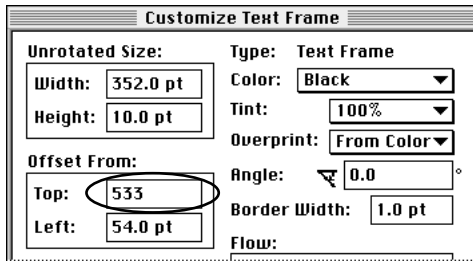 Customize Text Frame
Unrotated Size:
Width: 352.0 pt
Height: 10.0 pt
Offset From:
Top: 533
Left: 54.0 pt
Type: Text Frame
Color: Black
Tint: 100%
Overprint: From Color
Angle: 0.0 °
Border Width: 1.0 pt
Flow: